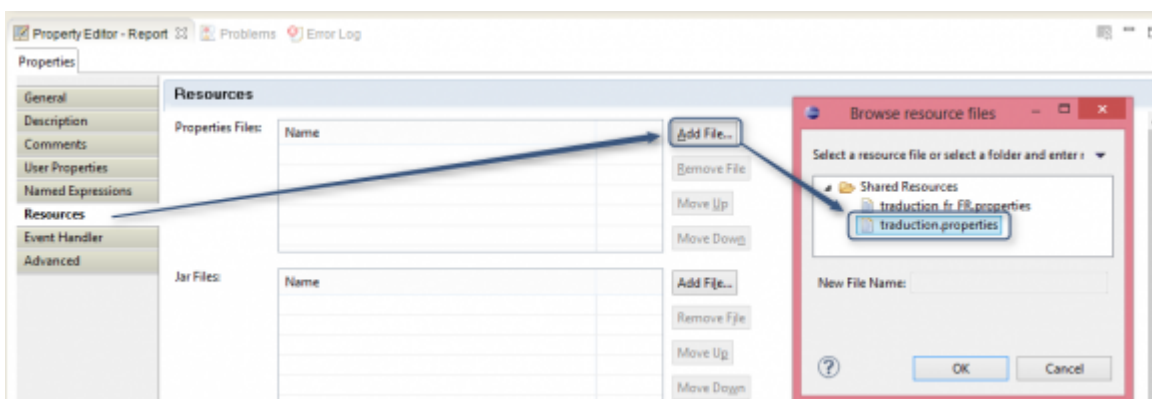 Property Editor - Report
Problems
Error Log
Properties
General
Description
Comments
User Properties
Named Expressions
Resources
Event Handler
Advanced
Resources
Properties Files:
Name
Add File...
Remove File
Move Up
Move Down
Jar Files:
Name
Add File...
Remove File
Move Up
Move Down
Browse resource files
Select a resource file or select a folder and enter
Shared Resources
traduction_fr_FR.properties
traduction.properties
New File Name:
OK
Cancel